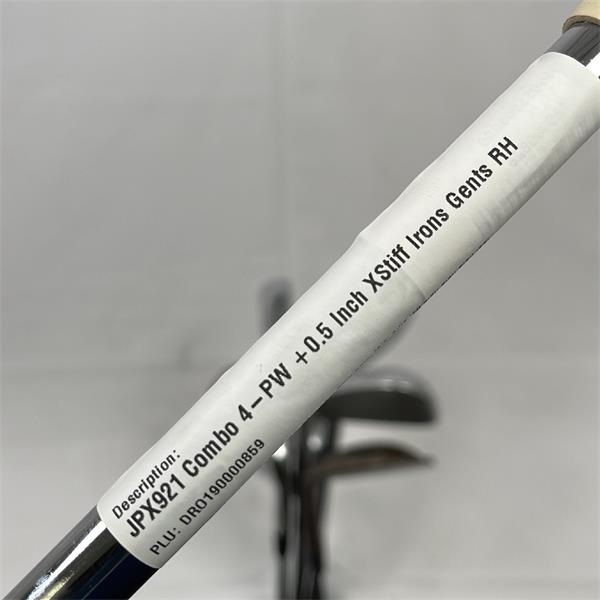 Description:
JPX921 Combo 4-PW +0.5 Inch XStiff Irons Gents RH
PLU: DRO190000859